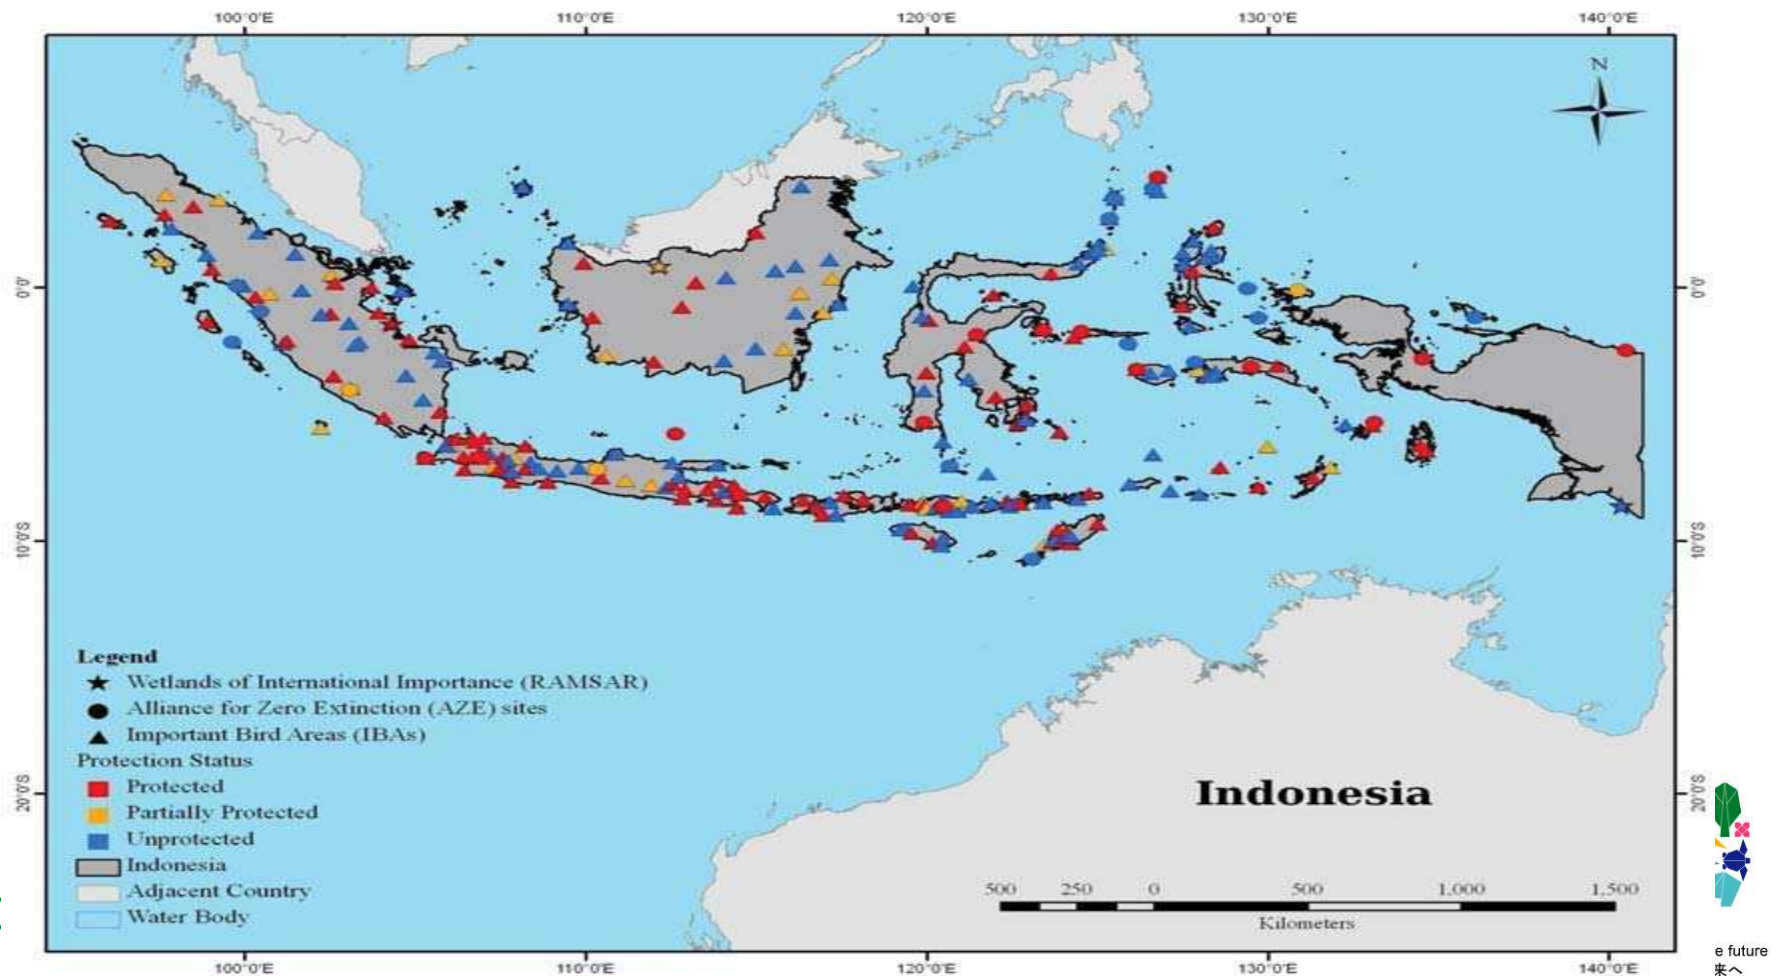 100°0'E 110°0'E 120°0'E 130°0'E 140°0'E
N
0°0' 0°0'
10°0'S 10°0'S
20°0'S 20°0'S
Legend
Wetlands of International Importance (RAMSAR)
Alliance for Zero Extinction (AZE) sites
Important Bird Areas (IBAs)
Protection Status
Protected
Partially Protected
Unprotected
Indonesia
Adjacent Country
Water Body
Indonesia
500 250 0 500 1,000 1,500
Kilometers
100°0'E 110°0'E 120°0'E 130°0'E 140°0'E
e future
来へ